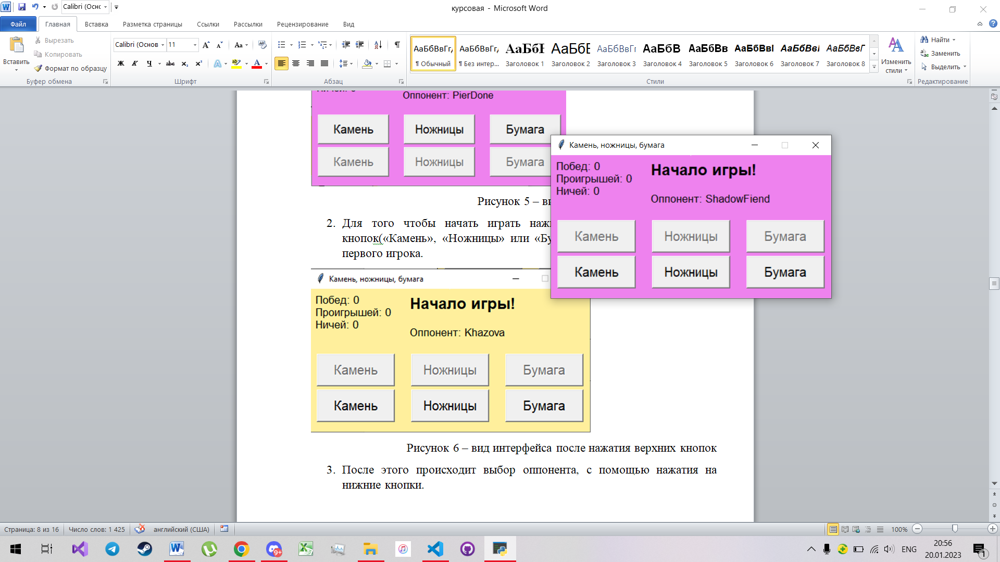 Calibri (Оснс
курсовая - Microsoft Word
Файл
Главная
Вставка
Разметка страницы
Ссылки
Рассылки
Рецензирование
Вид
Вставить
Вырезать
Копировать
Формат по образцу
Буфер обмена
Calibri (Основ
11
Шрифт
Абзац
АаБбВвГг, АаБбВвГг, АаБбІ АаБбЕ АаБбВвГг АаБбВ АаБбВв АаБбВвІ АаБбВвІ АаБбВвГ
¶ Обычный
¶ Без интер...
Заголовок 1
Заголовок 2
Заголовок 3
Заголовок 4
Заголовок 5
Заголовок 6
Заголовок 7
Заголовок 8
Стили
Изменить
стили
Найти
Заменить
Выделить
Редактирование
Оппонент: PierDone
Камень Ножницы Бумага
Камень Ножницы Бумага
Рисунок 5 – ви
2. Для того чтобы начать играть наж
кнопок(«Камень», «Ножницы» или «Бу
первого игрока.
Камень, ножницы, бумага
Побед: 0
Проигрышей: 0
Ничей: 0
Начало игры!
Оппонент: ShadowFiend
Камень Ножницы Бумага
Камень Ножницы Бумага
Камень, ножницы, бумага
Побед: 0
Проигрышей: 0
Ничей: 0
Начало игры!
Оппонент: Khazova
Камень Ножницы Бумага
Камень Ножницы Бумага
Рисунок 6 – вид интерфейса после нажатия верхних кнопок
3. После этого происходит выбор оппонента, с помощью нажатия на
нижние кнопки.
Страница: 8 из 16
Число слов: 1 425
английский (США)
100%
9+
ENG
20:56
20.01.2023
1